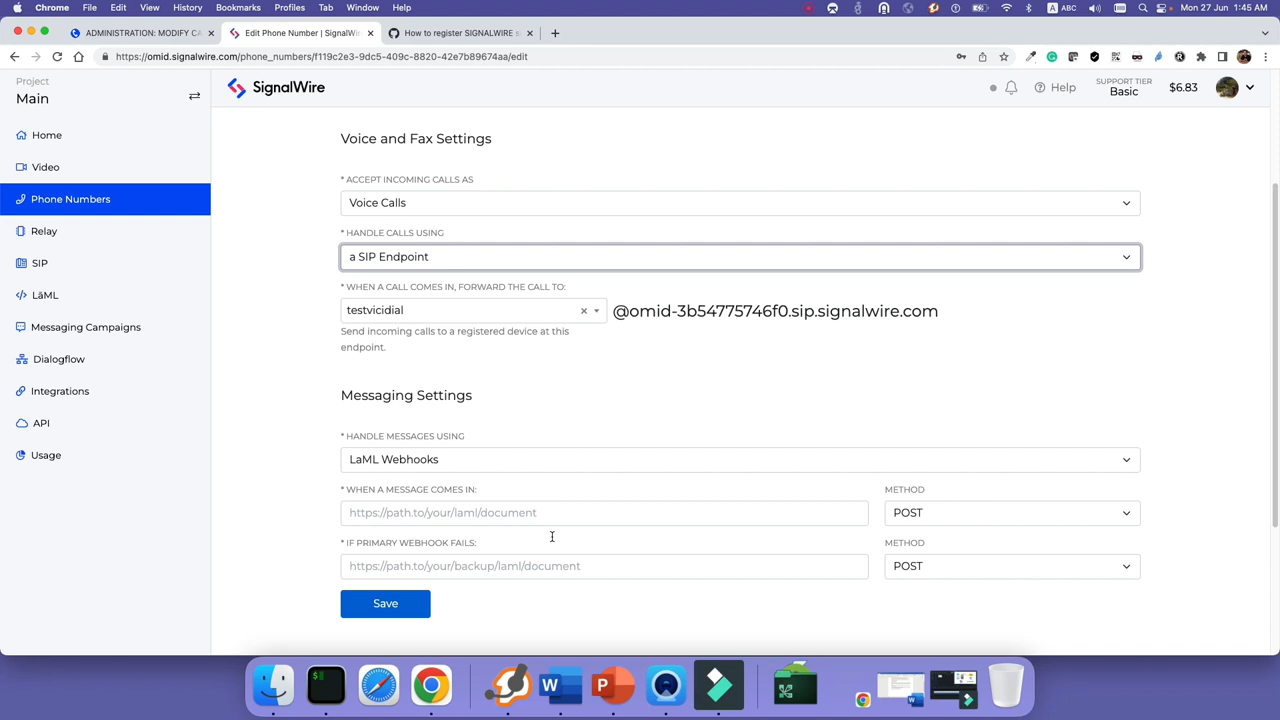 Chrome File Edit View History Bookmarks Profiles Tab Window Help
ABC Mon 27 Jun 1:45 AM
ADMINISTRATION: MODIFY CA
Edit Phone Number | SignalWire
How to register SIGNALWIRE s
https://omid.signalwire.com/phone_numbers/f119c2e3-9dc5-409c-8820-42e7b89674aa/edit
Project
Main
SignalWire
Help
SUPPORT TIER
Basic
$6.83
Home
Video
Phone Numbers
Relay
SIP
LāML
Messaging Campaigns
Dialogflow
Integrations
API
Usage
Voice and Fax Settings
* ACCEPT INCOMING CALLS AS
Voice Calls
* HANDLE CALLS USING
a SIP Endpoint
* WHEN A CALL COMES IN, FORWARD THE CALL TO:
testvicidial @omid-3b54775746f0.sip.signalwire.com
Send incoming calls to a registered device at this
endpoint.
Messaging Settings
* HANDLE MESSAGES USING
LaML Webhooks
* WHEN A MESSAGE COMES IN: METHOD
https://path.to/your/laml/document POST
* IF PRIMARY WEBHOOK FAILS: METHOD
https://path.to/your/backup/laml/document POST
Save